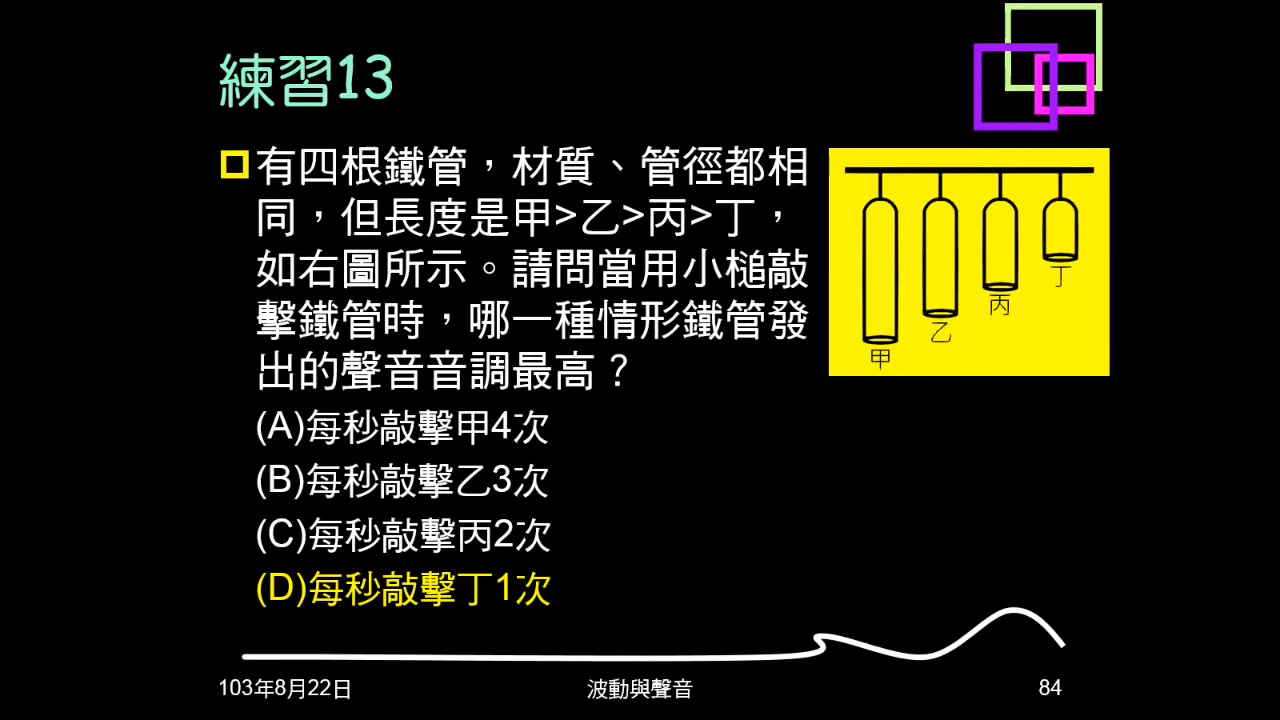 練習13
有四根鐵管，材質、管徑都相
同，但長度是甲>乙>丙>丁，
如右圖所示。請問當用小槌敲
擊鐵管時，哪一種情形鐵管發
出的聲音音調最高？
甲
乙
丙
丁
(A)每秒敲擊甲4次
(B)每秒敲擊乙3次
(C)每秒敲擊丙2次
(D)每秒敲擊丁1次
103年8月22日
波動與聲音
84